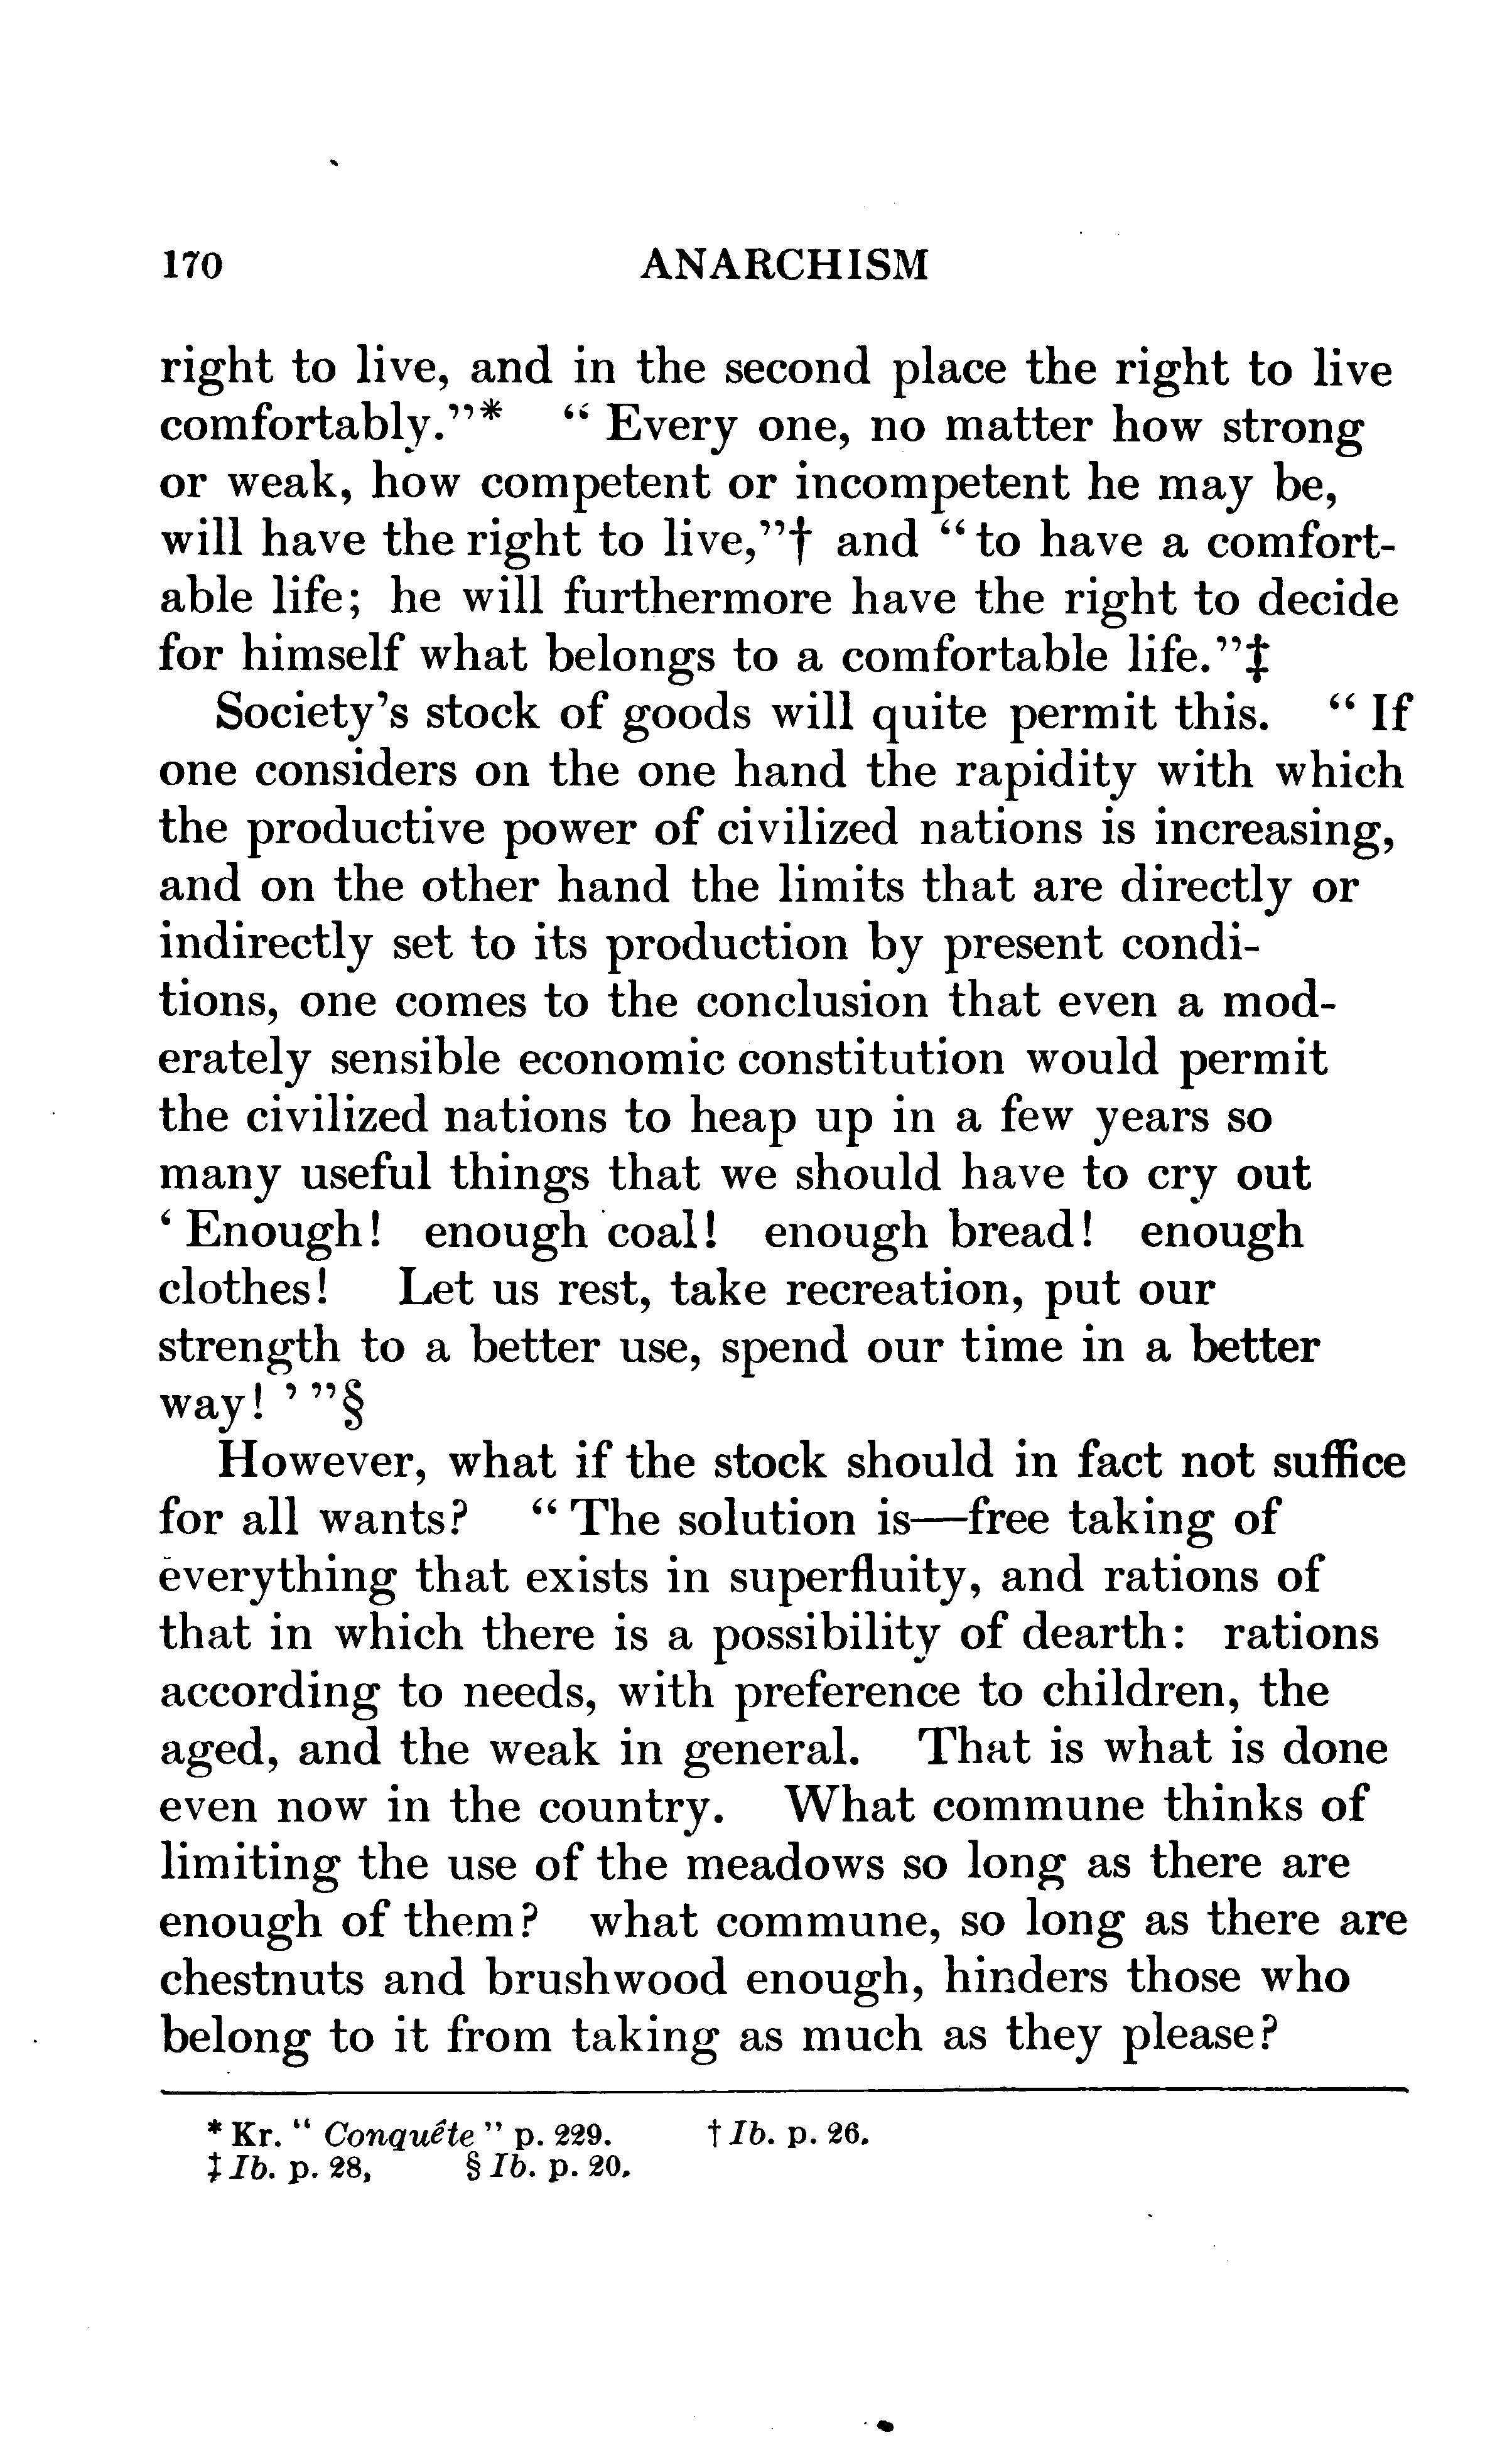 170 ANARCHISM
right to live, and in the second place the right to live
comfortably."* " Every one, no matter how strong
or weak, how competent or incompetent he may be,
will have the right to live,"† and "to have a comfort-
able life; he will furthermore have the right to decide
for himself what belongs to a comfortable life."‡
Society's stock of goods will quite permit this. " If
one considers on the one hand the rapidity with which
the productive power of civilized nations is increasing,
and on the other hand the limits that are directly or
indirectly set to its production by present condi-
tions, one comes to the conclusion that even a mod-
erately sensible economic constitution would permit
the civilized nations to heap up in a few years so
many useful things that we should have to cry out
' Enough! enough coal! enough bread! enough
clothes! Let us rest, take recreation, put our
strength to a better use, spend our time in a better
way! ' "§
However, what if the stock should in fact not suffice
for all wants? " The solution is—free taking of
everything that exists in superfluity, and rations of
that in which there is a possibility of dearth: rations
according to needs, with preference to children, the
aged, and the weak in general. That is what is done
even now in the country. What commune thinks of
limiting the use of the meadows so long as there are
enough of them? what commune, so long as there are
chestnuts and brushwood enough, hinders those who
belong to it from taking as much as they please?
* Kr. " Conquête " p. 229. † Ib. p. 26.
‡ Ib. p. 28, § Ib. p. 20.